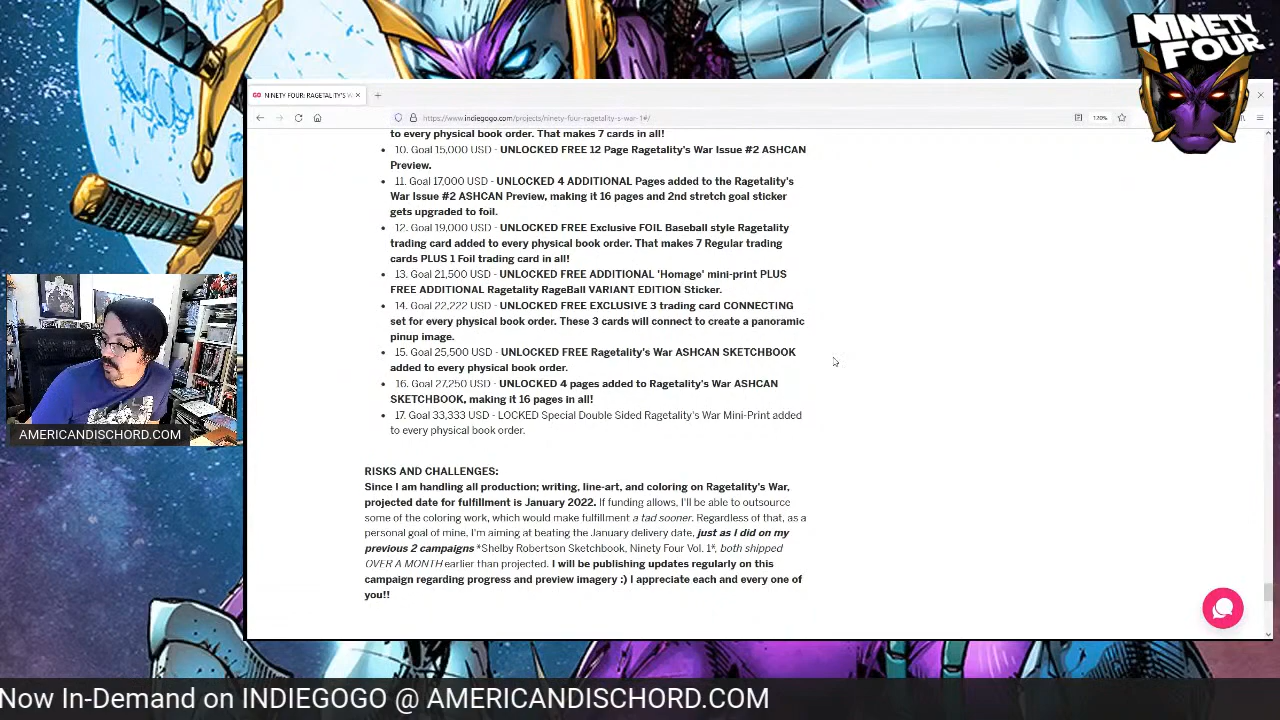 NINETY
FOUR
NINETY FOUR: RAGETALITY'S W
https://www.indiegogo.com/projects/ninety-four-ragetality-s-war-1#/
120%
to every physical book order. That makes 7 cards in all!
• 10. Goal 15,000 USD - UNLOCKED FREE 12 Page Ragetality's War Issue #2 ASHCAN
Preview.
• 11. Goal 17,000 USD - UNLOCKED 4 ADDITIONAL Pages added to the Ragetality's
War Issue #2 ASHCAN Preview, making it 16 pages and 2nd stretch goal sticker
gets upgraded to foil.
• 12. Goal 19,000 USD - UNLOCKED FREE Exclusive FOIL Baseball style Ragetality
trading card added to every physical book order. That makes 7 Regular trading
cards PLUS 1 Foil trading card in all!
• 13. Goal 21,500 USD - UNLOCKED FREE ADDITIONAL 'Homage' mini-print PLUS
FREE ADDITIONAL Ragetality RageBall VARIANT EDITION Sticker.
• 14. Goal 22,222 USD - UNLOCKED FREE EXCLUSIVE 3 trading card CONNECTING
set for every physical book order. These 3 cards will connect to create a panoramic
pinup image.
• 15. Goal 25,500 USD - UNLOCKED FREE Ragetality's War ASHCAN SKETCHBOOK
added to every physical book order.
• 16. Goal 27,250 USD - UNLOCKED 4 pages added to Ragetality's War ASHCAN
SKETCHBOOK, making it 16 pages in all!
• 17. Goal 33,333 USD - LOCKED Special Double Sided Ragetality's War Mini-Print added
to every physical book order.
RISKS AND CHALLENGES:
Since I am handling all production; writing, line-art, and coloring on Ragetality's War,
projected date for fulfillment is January 2022. If funding allows, I'll be able to outsource
some of the coloring work, which would make fulfillment a tad sooner. Regardless of that, as a
personal goal of mine, I'm aiming at beating the January delivery date, just as I did on my
previous 2 campaigns *Shelby Robertson Sketchbook, Ninety Four Vol. 1*, both shipped
OVER A MONTH earlier than projected. I will be publishing updates regularly on this
campaign regarding progress and preview imagery :) I appreciate each and every one of
you!!
AMERICANDISCHORD.COM
Now In-Demand on INDIEGOGO @ AMERICANDISCHORD.COM